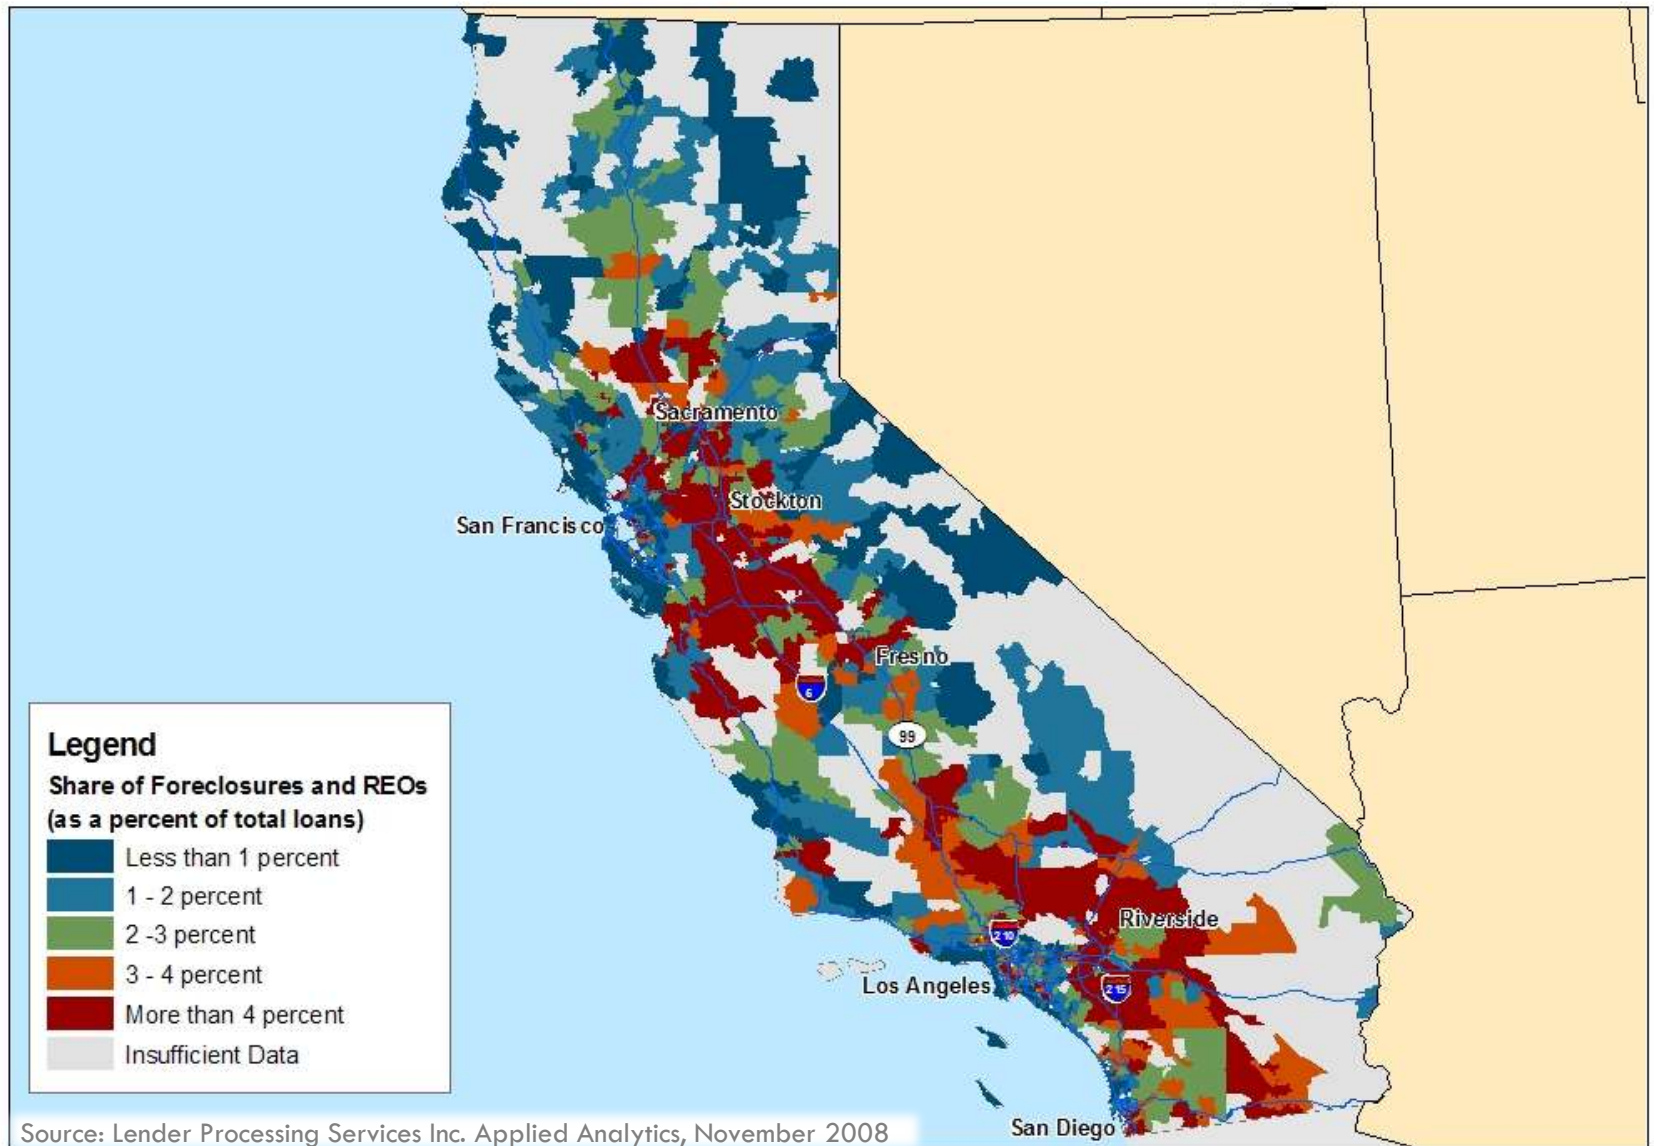 Sacramento
Stockton
San Francisco
Fresno
6
99
Riverside
210
Los Angeles
215
San Diego
Legend
Share of Foreclosures and REOs
(as a percent of total loans)
Less than 1 percent
1 - 2 percent
2 -3 percent
3 - 4 percent
More than 4 percent
Insufficient Data
Source: Lender Processing Services Inc. Applied Analytics, November 2008